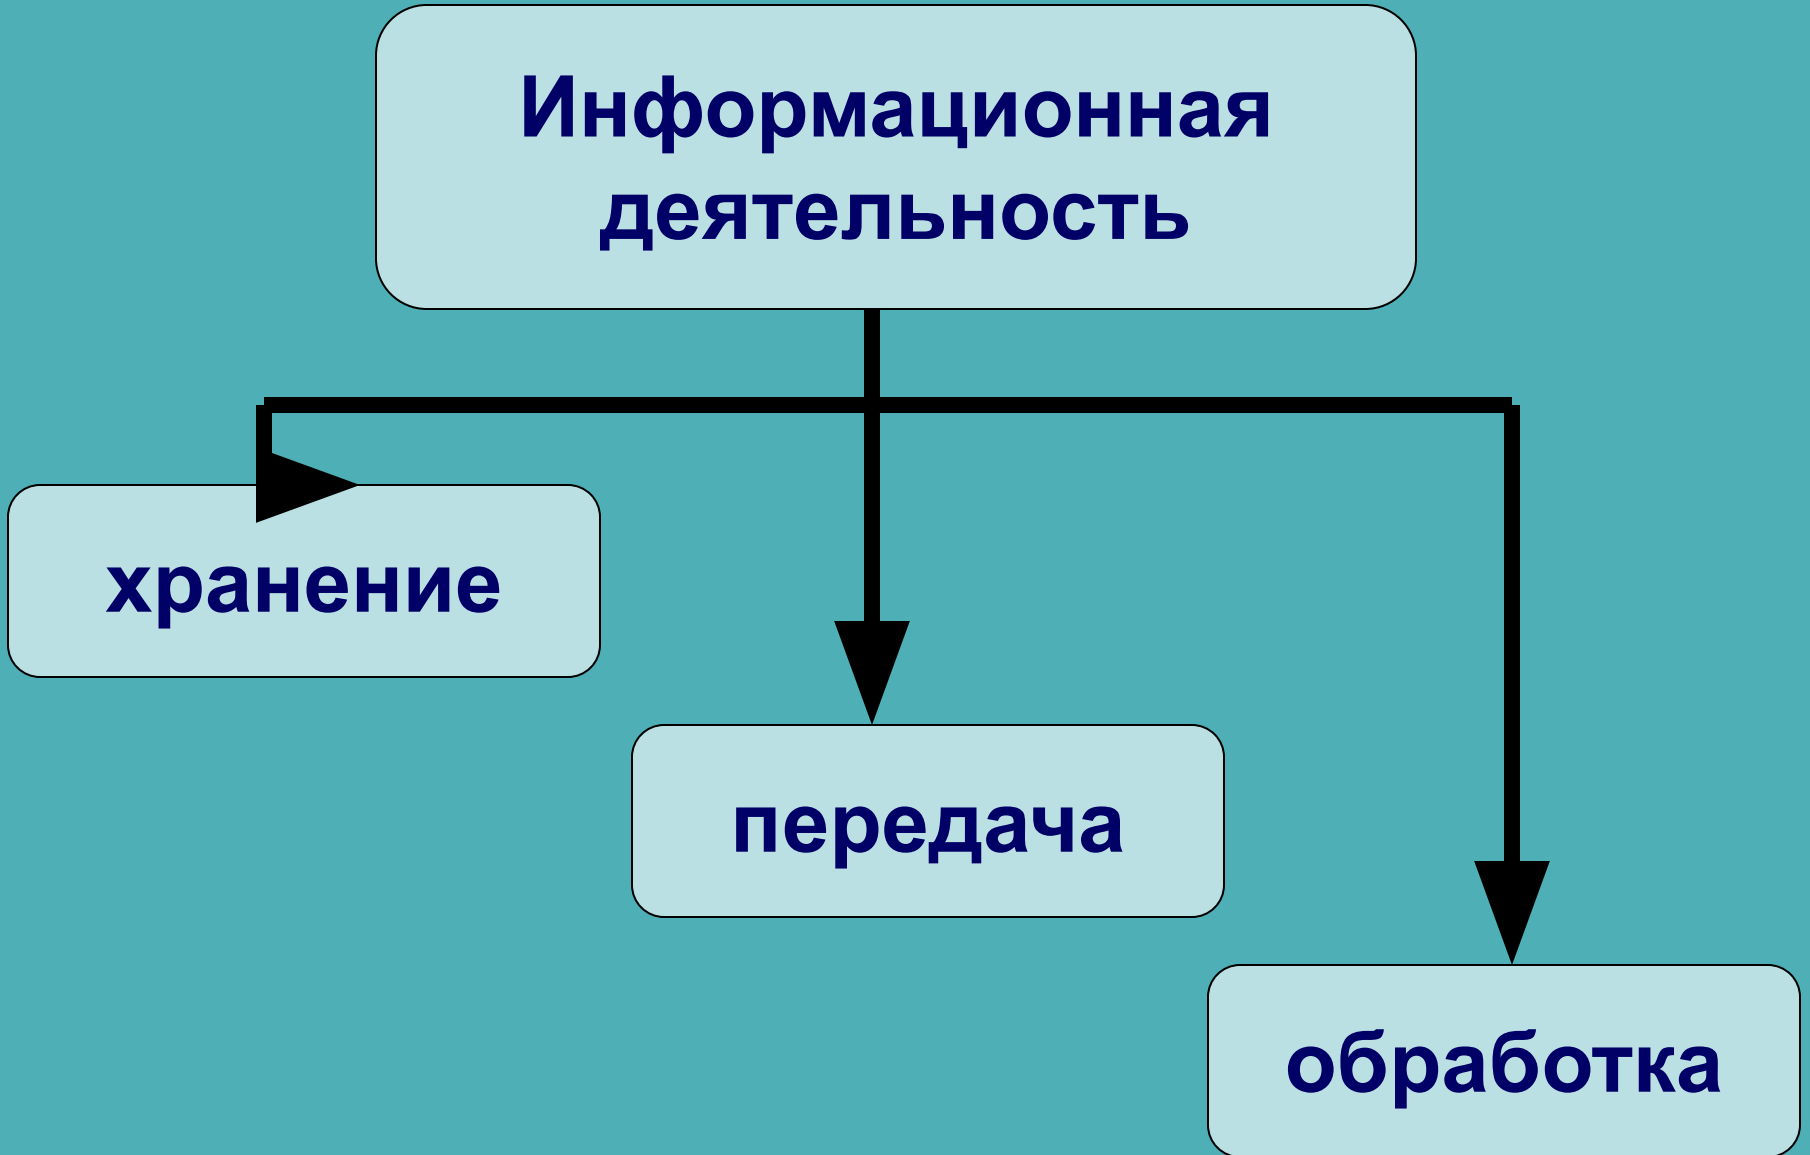 Информационная
деятельность
хранение
передача
обработка